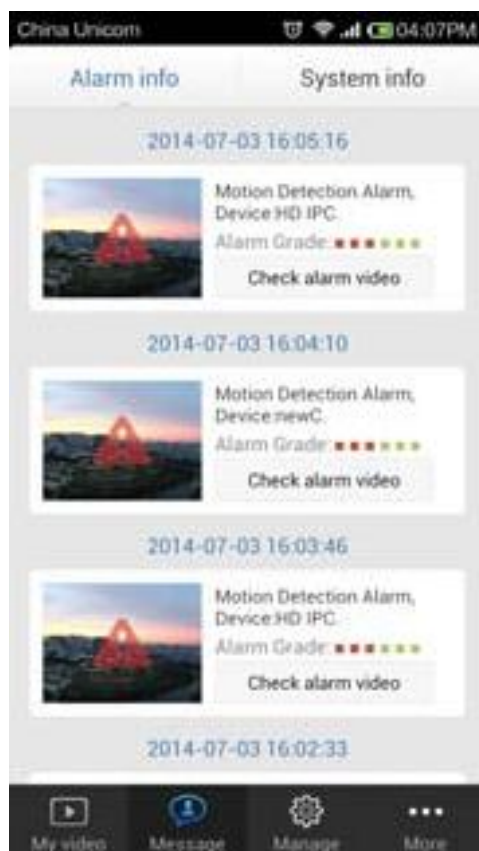 China Unicom 04:07PM
Alarm info System info
2014-07-03 16:05:16
Motion Detection Alarm,
Device:HD IPC.
Alarm Grade:
Check alarm video
2014-07-03 16:04:10
Motion Detection Alarm,
Device:newC.
Alarm Grade:
Check alarm video
2014-07-03 16:03:46
Motion Detection Alarm,
Device:HD IPC.
Alarm Grade:
Check alarm video
2014-07-03 16:02:33
My video Message Manage More